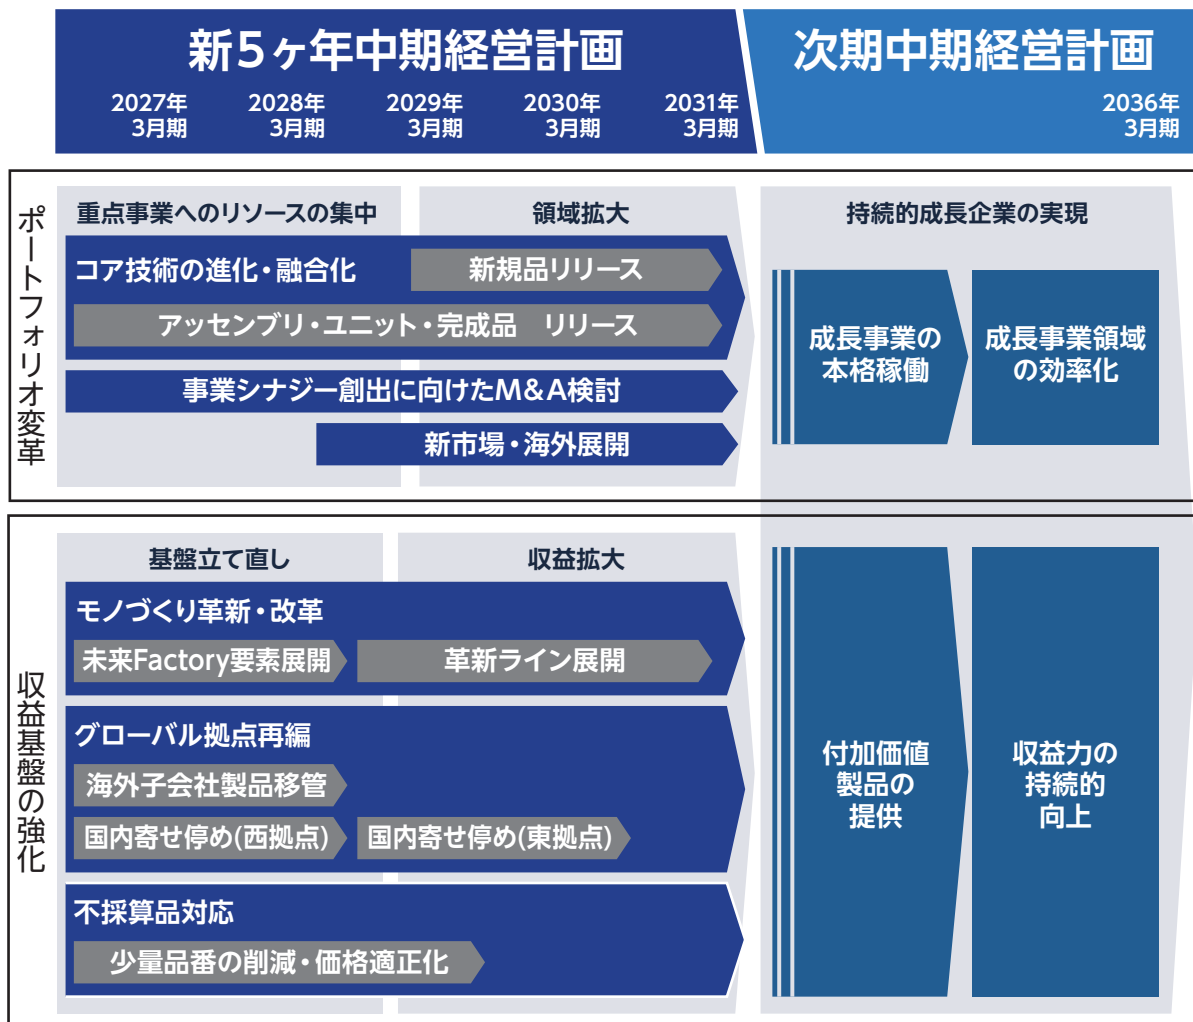 新5ヶ年中期経営計画
次期中期経営計画
2027年
3月期
2028年
3月期
2029年
3月期
2030年
3月期
2031年
3月期
2036年
3月期
ポートフォリオ変革
重点事業へのリソースの集中
領域拡大
持続的成長企業の実現
コア技術の進化・融合化
新規品リリース
アッセンブリ・ユニット・完成品　リリース
事業シナジー創出に向けたM&A検討
新市場・海外展開
成長事業の
本格稼働
成長事業領域
の効率化
収益基盤の強化
基盤立て直し
収益拡大
モノづくり革新・改革
未来Factory要素展開
革新ライン展開
グローバル拠点再編
海外子会社製品移管
国内寄せ停め(西拠点)
国内寄せ停め(東拠点)
不採算品対応
少量品番の削減・価格適正化
付加価値
製品の
提供
収益力の
持続的
向上